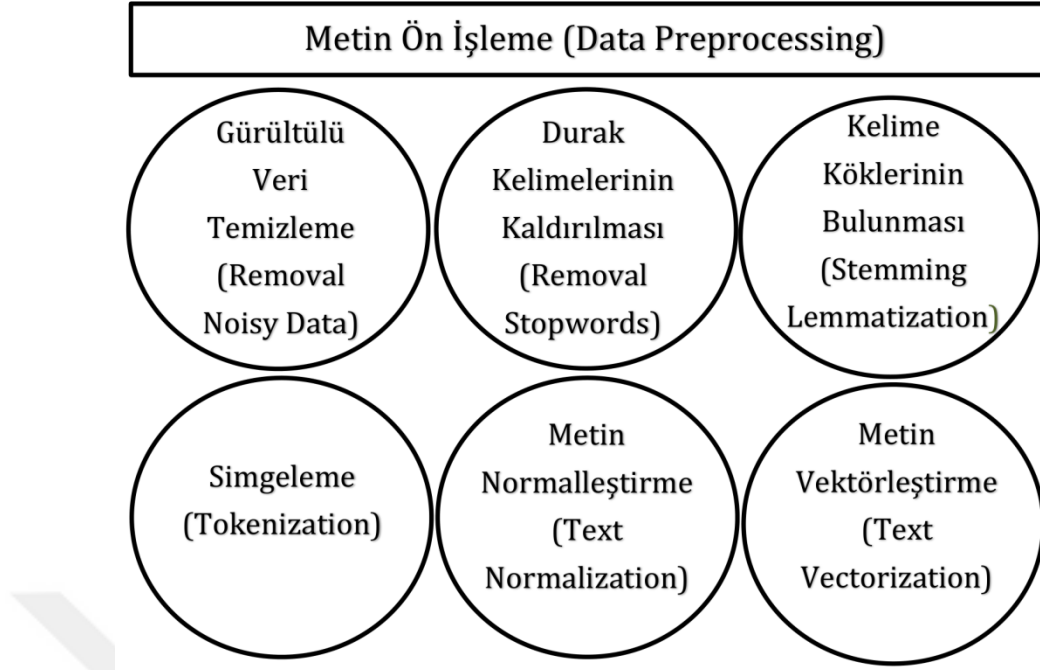 Metin Ön İşleme (Data Preprocessing)
Gürültülü
Veri
Temizleme
(Removal
Noisy Data)
Durak
Kelimelerinin
Kaldırılması
(Removal
Stopwords)
Kelime
Köklerinin
Bulunması
(Stemming
Lemmatization)
Simgeleme
(Tokenization)
Metin
Normalleştirme
(Text
Normalization)
Metin
Vektörleştirme
(Text
Vectorization)